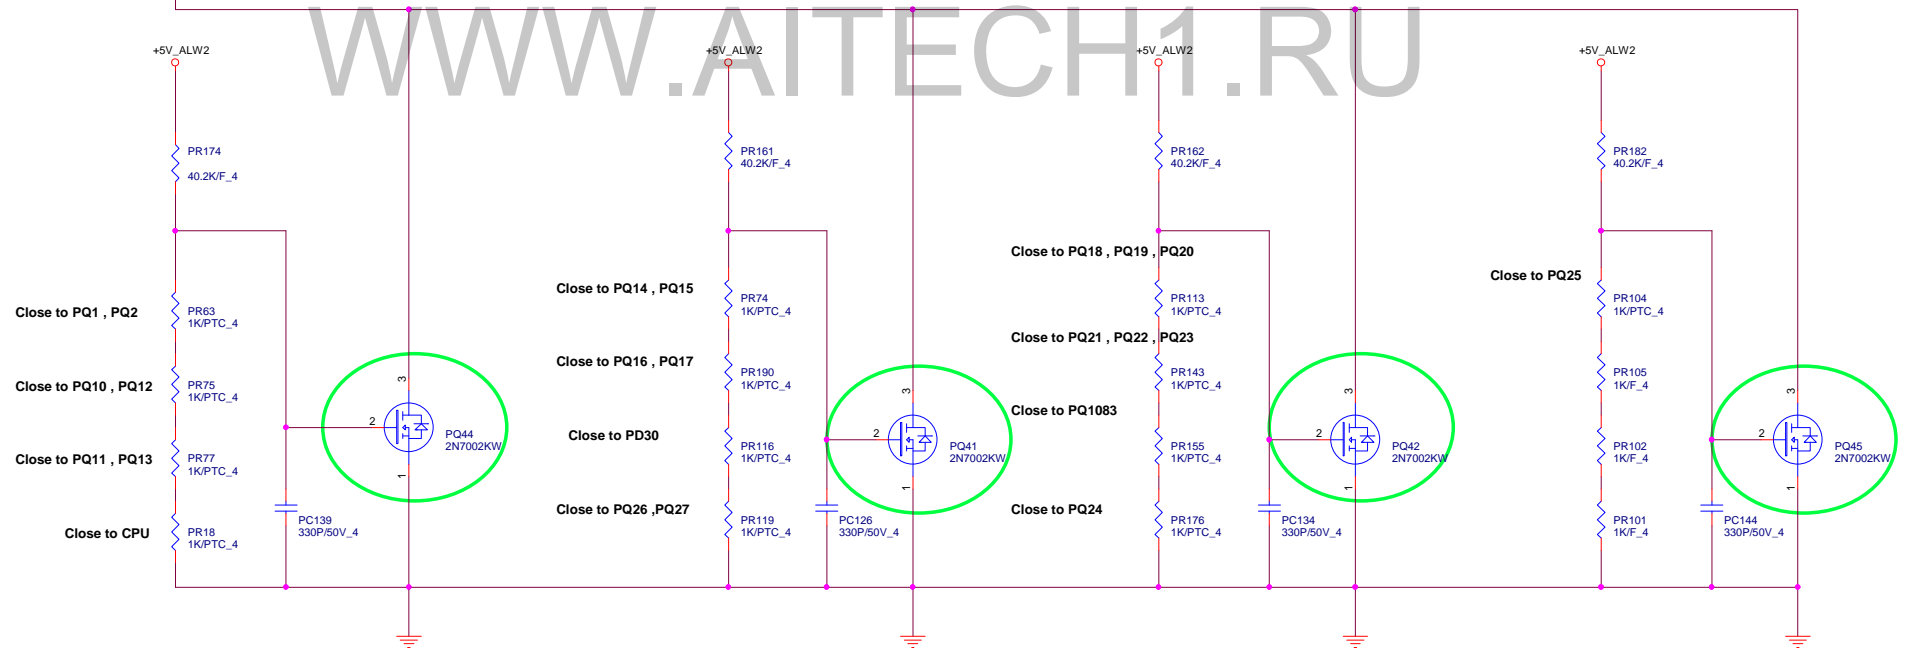 WWW.AITECH1.RU
+5V_ALW2
+5V_ALW2
+5V_ALW2
+5V_ALW2
PR174
40.2K/F_4
PR161
40.2K/F_4
PR162
40.2K/F_4
PR182
40.2K/F_4
Close to PQ1 , PQ2
PR63
1K/PTC_4
Close to PQ10 , PQ12
PR75
1K/PTC_4
Close to PQ11 , PQ13
PR77
1K/PTC_4
Close to CPU
PR18
1K/PTC_4
PC139
330P/50V_4
3
2
1
PQ44
2N7002KW
Close to PQ14 , PQ15
PR74
1K/PTC_4
Close to PQ16 , PQ17
PR190
1K/PTC_4
Close to PD30
PR116
1K/PTC_4
Close to PQ26 ,PQ27
PR119
1K/PTC_4
PC126
330P/50V_4
3
2
1
PQ41
2N7002KW
Close to PQ18 , PQ19 , PQ20
PR113
1K/PTC_4
Close to PQ21 , PQ22 , PQ23
PR143
1K/PTC_4
Close to PQ1083
PR155
1K/PTC_4
Close to PQ24
PR176
1K/PTC_4
PC134
330P/50V_4
3
2
1
PQ42
2N7002KW
Close to PQ25
PR104
1K/PTC_4
PR105
1K/F_4
PR102
1K/F_4
PR101
1K/F_4
PC144
330P/50V_4
3
2
1
PQ45
2N7002KW